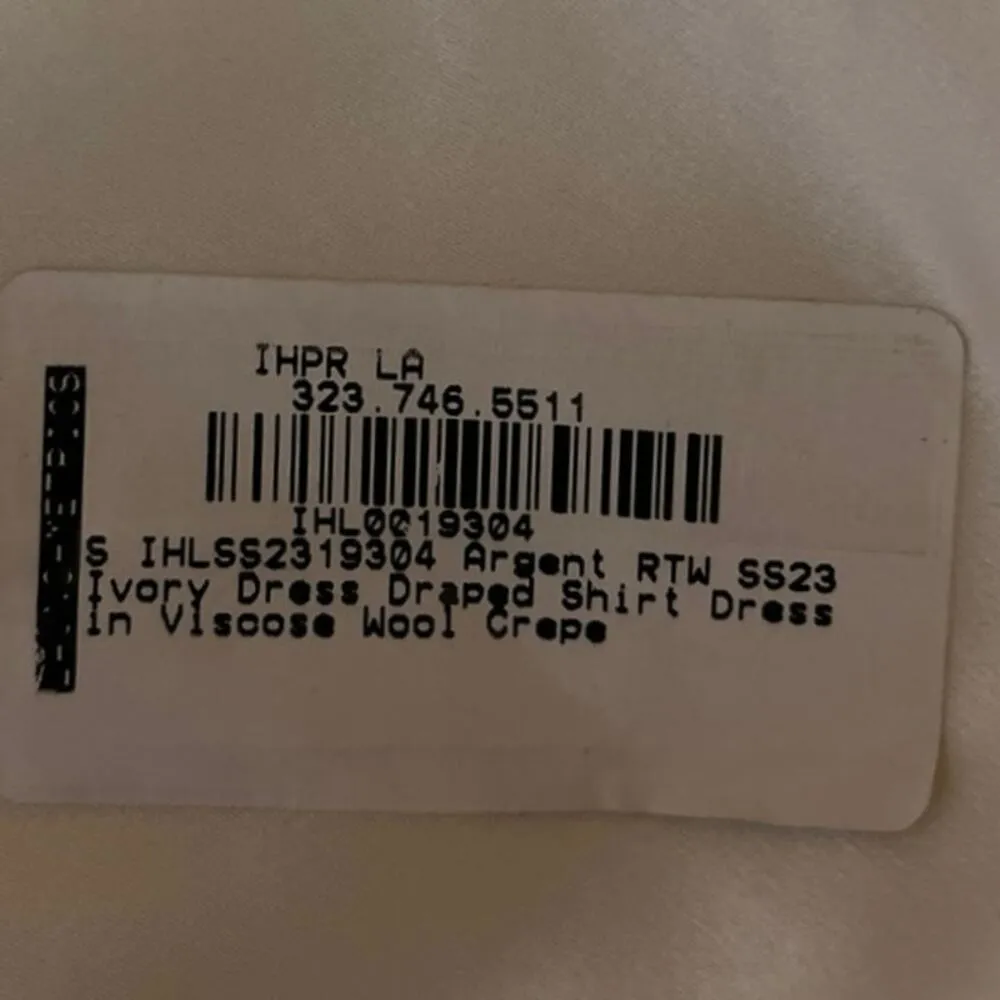 IHPR LA
323.746.5511
IHL0019304
S IHLSS2319304 Argent RTW SS23
Ivory Dress Draped Shirt Dress
in Viscose Wool Crepe